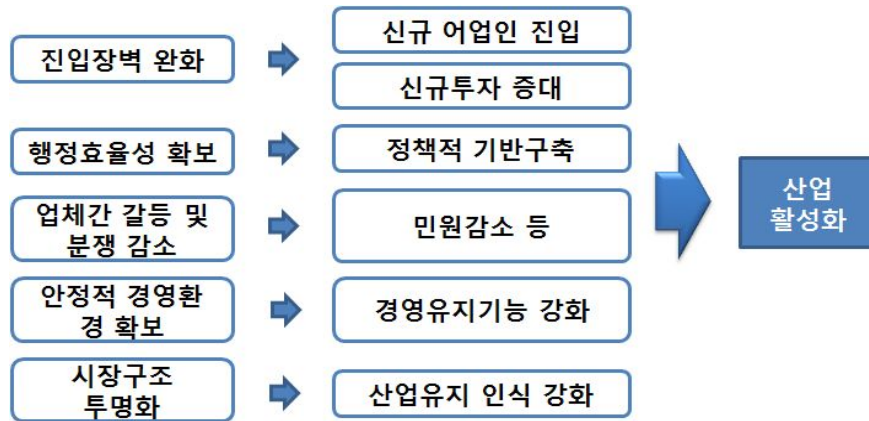 진입장벽 완화
신규 어업인 진입
신규투자 증대
행정효율성 확보
정책적 기반구축
업체간 갈등 및
분쟁 감소
민원감소 등
안정적 경영환
경 확보
경영유지기능 강화
시장구조
투명화
산업유지 인식 강화
산업
활성화